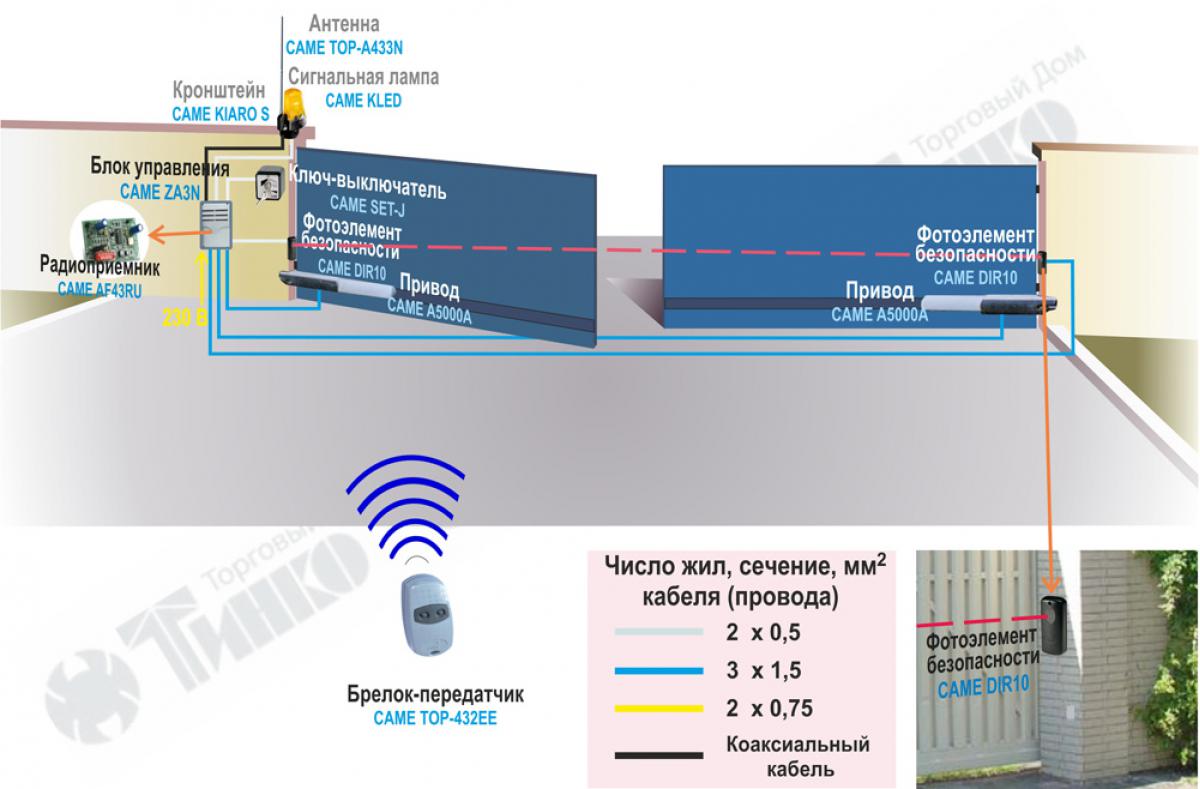 Антенна
CAME TOP-A433N
Сигнальная лампа
CAME KLED
Кронштейн
CAME KIARO S
Торговый Дом
ТИНКО
Блок управления
CAME ZA3N
Ключ-выключатель
CAME SET-J
Фотоэлемент
безопасности
CAME DIR10
Радиоприемник
CAME AF43RU
230 В
Привод
CAME A5000A
Фотоэлемент
безопасности
CAME DIR10
Привод
CAME A5000A
Торговый
ТИНКО
Брелок-передатчик
CAME TOP-432EE
Число жил, сечение, мм²
кабеля (провода)
2 х 0,5
3 х 1,5
2 х 0,75
Коаксиальный
кабель
Фотоэлемент
безопасности
CAME DIR10